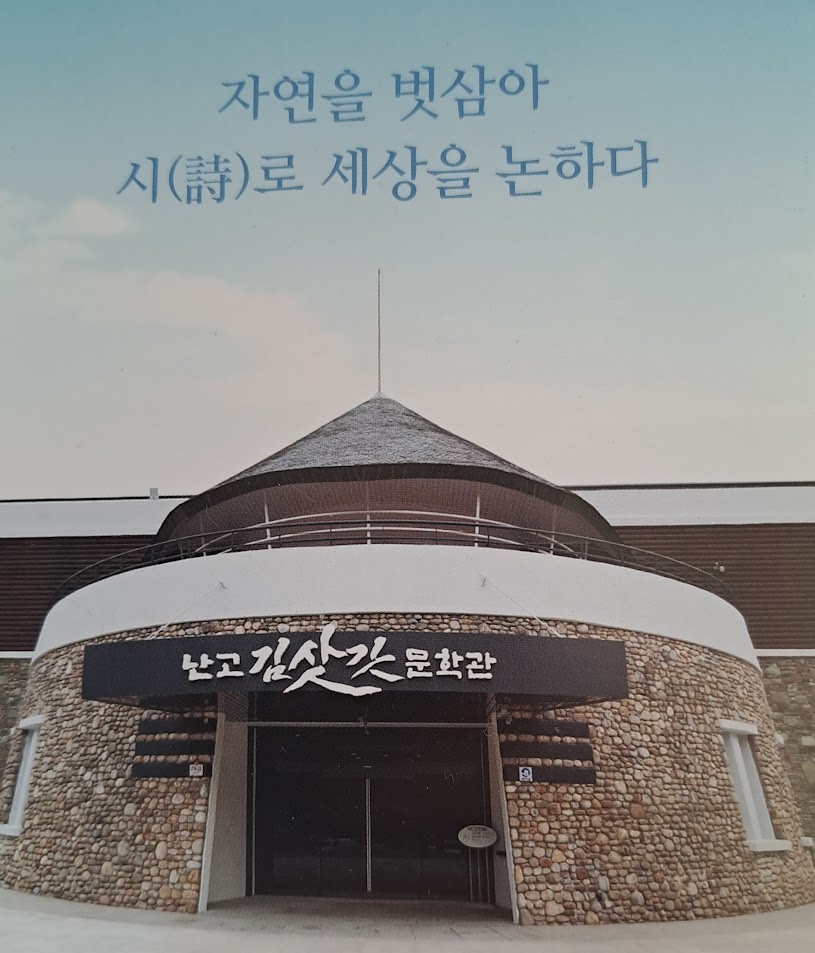 자연을 벗삼아
시(詩)로 세상을 논하다
난고 김삿갓 문학관